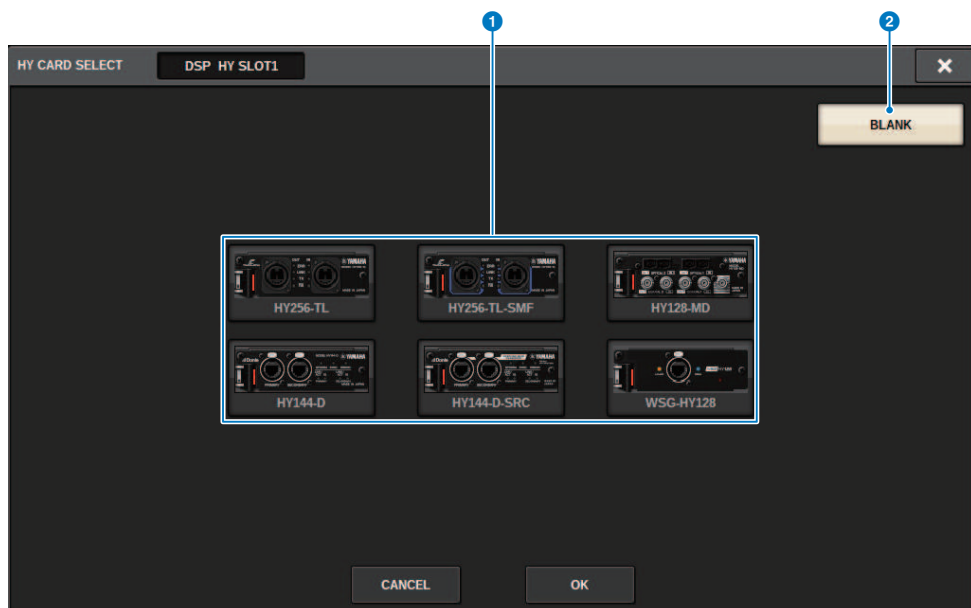 1 2
HY CARD SELECT DSP HY SLOT1 ×
BLANK
HY256-TL HY256-TL-SMF HY128-MD
HY144-D HY144-D-SRC WSG-HY128
CANCEL OK